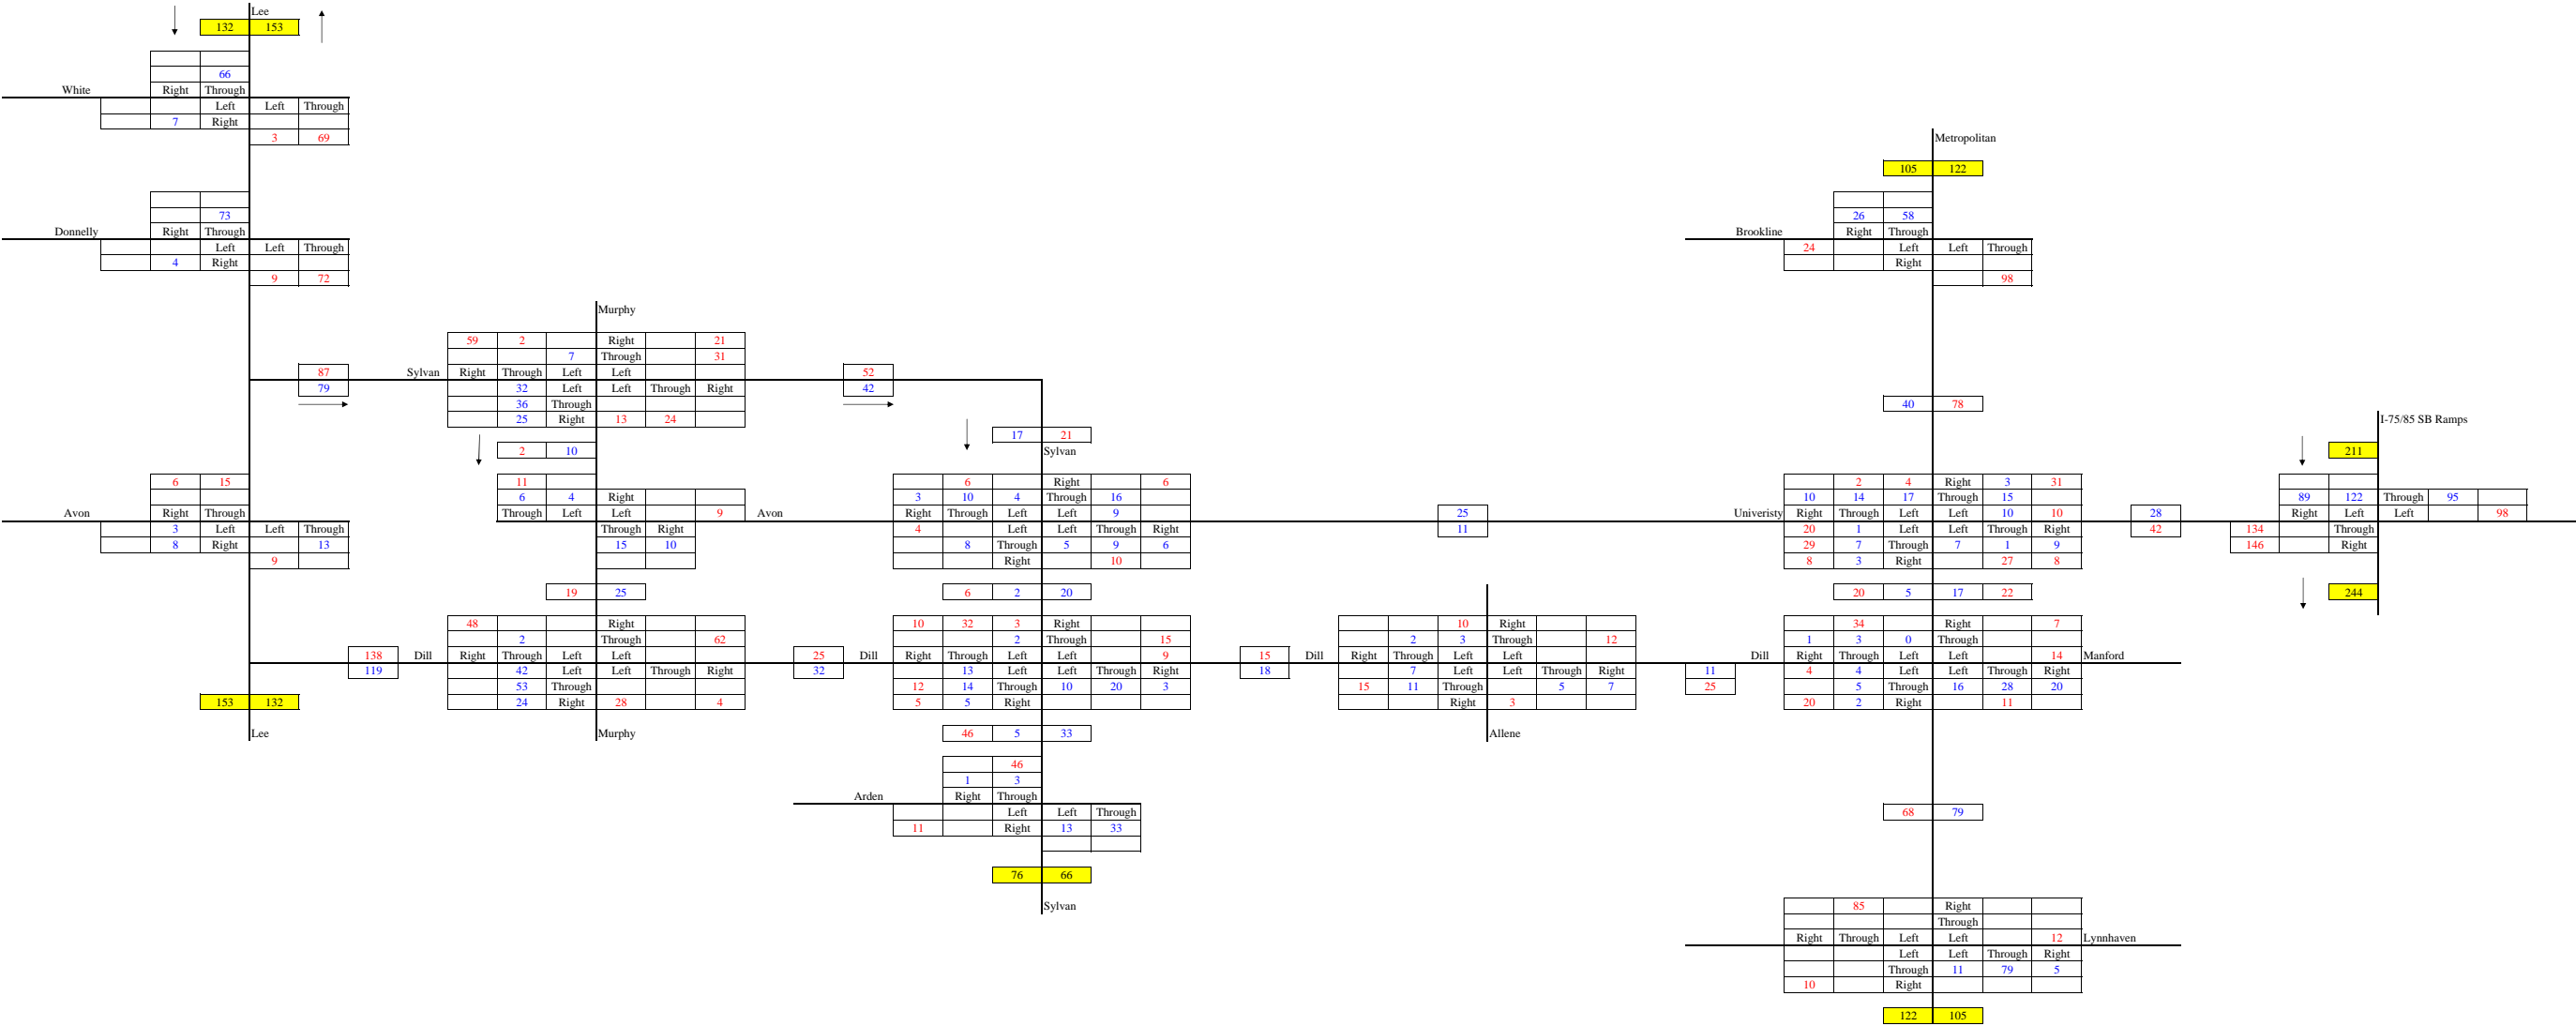 Lee
132 153
66
White Right Through
Left Left Through
7 Right
3 69
Metropolitan
105 122
73
26 58
Donnelly Right Through
Brookline Right Through
Left Left Through
24 Left Left Through
4 Right
Right
9 72
98
Murphy
59 2 Right 21
7 Through 31
87 Sylvan Right Through Left Left 52
79 32 Left Left Through Right 42
36 Through
40 78
25 Right 13 24
I-75/85 SB Ramps
17 21
2 10
Sylvan
211
6 15
11
6 Right 6
2 4 Right 3 31
6 4 Right
3 10 4 Through 16
10 14 17 Through 15
89 122 Through 95
Avon Right Through
Through Left Left 9 Avon
Right Through Left Left 9 25
Univeristy Right Through Left Left 10 10 28
Right Left Left 98
3 Left Left Through
Through Right
4 Left Left Through Right 11
20 1 Left Left Through Right 42
134 Through
8 Right 13
15 10
8 Through 5 9 6
29 7 Through 7 1 9
146 Right
9
Right 10
8 3 Right 27 8
19 25
6 2 20
20 5 17 22
244
48 Right
10 32 3 Right
10 Right
34 Right 7
2 Through 62
2 Through 15
2 3 Through 12
1 3 0 Through
138 Dill Right Through Left Left 25
Dill Right Through Left Left 9 15
Dill Right Through Left Left
Dill Right Through Left Left 14 Manford
119 42 Left Left Through Right 32
13 Left Left Through Right 18
7 Left Left Through Right 11
4 4 Left Left Through Right
53 Through
12 14 Through 10 20 3
15 11 Through 5 7 25
5 Through 16 28 20
153 132
24 Right 28 4
5 5 Right
Right 3
20 2 Right 11
Lee
Murphy
46 5 33
Allene
46
1 3
Arden Right Through
Left Left Through
68 79
11 Right 13 33
76 66
Sylvan
85 Right
Through
Right Through Left Left 12 Lynnhaven
Left Left Through Right
Through 11 79 5
10 Right
122 105